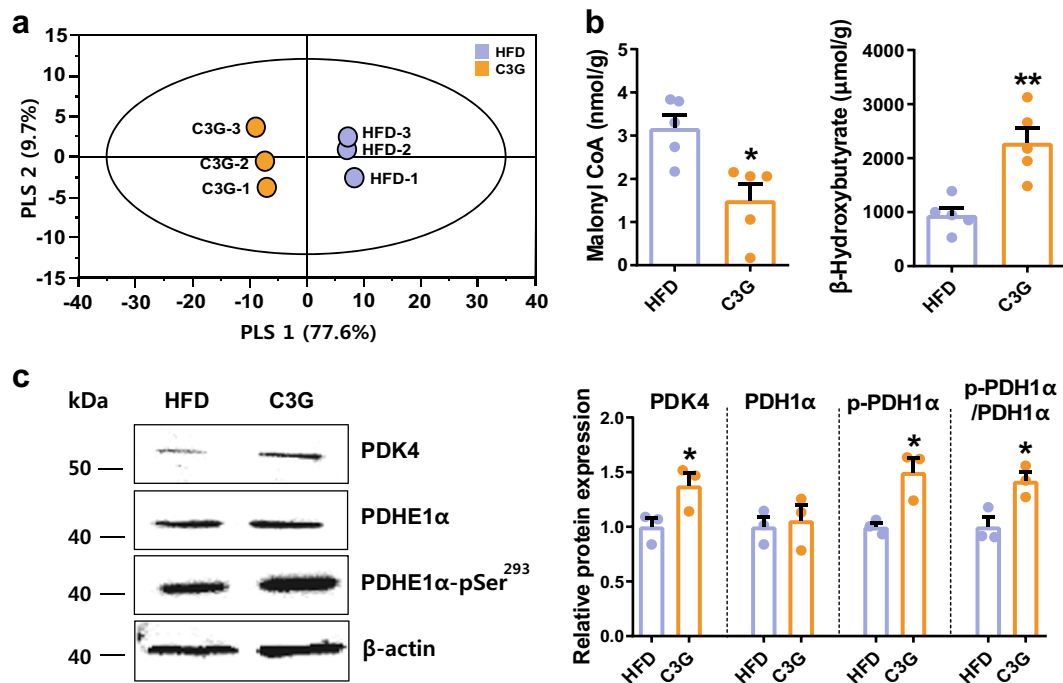 a
15
10
5
0
-5
-10
-15
PLS 2 (9.7%)
HFD
C3G
C3G-3
C3G-2
C3G-1
HFD-3
HFD-2
HFD-1
-40 -30 -20 -10 0 10 20 30 40
PLS 1 (77.6%)
b
Malonyl CoA (nmol/g)
5
4
3
2
1
0
*
HFD C3G
β-Hydroxybutyrate (μmol/g)
4000
3000
2000
1000
0
**
HFD C3G
c
kDa HFD C3G
50 PDK4
40 PDHE1α
40 PDHE1α-pSer293
40 β-actin
Relative protein expression
2.0
1.5
1.0
0.5
0.0
PDK4 PDH1α p-PDH1α p-PDH1α
/PDH1α
* * *
HFD C3G HFD C3G HFD C3G HFD C3G